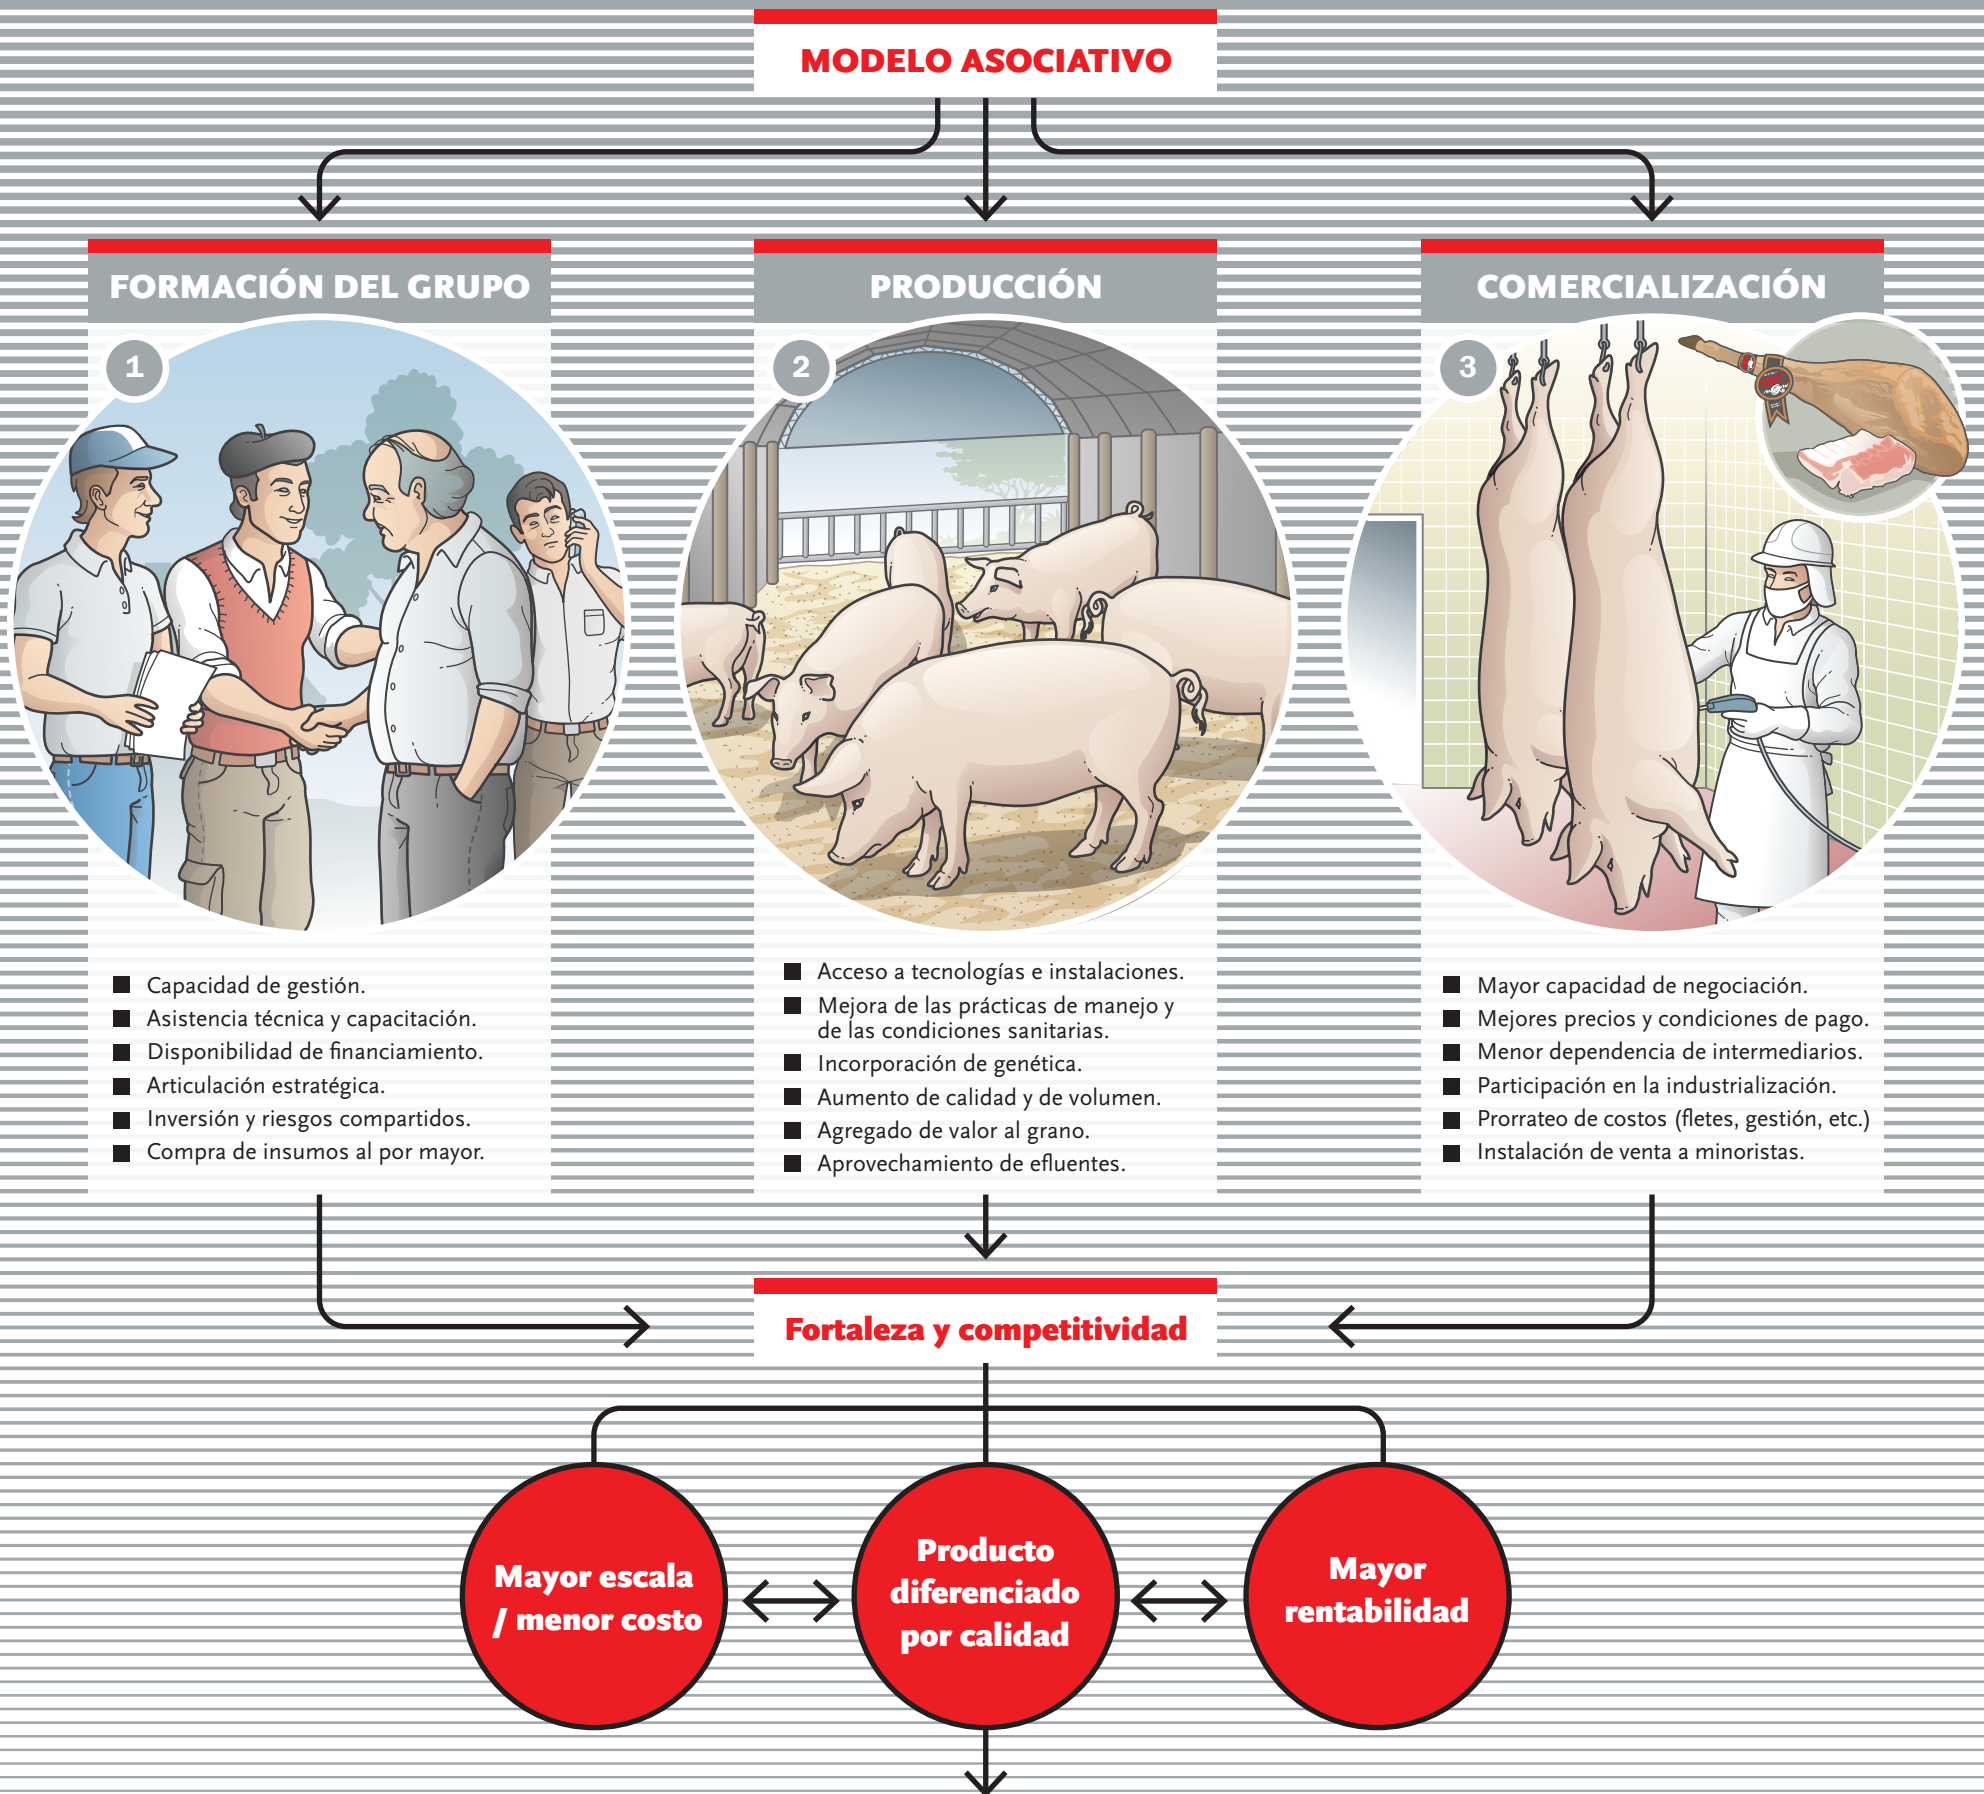 MODELO ASOCIATIVO
FORMACIÓN DEL GRUPO
1
Capacidad de gestión.
Asistencia técnica y capacitación.
Disponibilidad de financiamiento.
Articulación estratégica.
Inversión y riesgos compartidos.
Compra de insumos al por mayor.
PRODUCCIÓN
2
Acceso a tecnologías e instalaciones.
Mejora de las prácticas de manejo y
de las condiciones sanitarias.
Incorporación de genética.
Aumento de calidad y de volumen.
Agregado de valor al grano.
Aprovechamiento de efluentes.
COMERCIALIZACIÓN
3
Mayor capacidad de negociación.
Mejores precios y condiciones de pago.
Menor dependencia de intermediarios.
Participación en la industrialización.
Prorrateo de costos (fletes, gestión, etc.)
Instalación de venta a minoristas.
Fortaleza y competitividad
Mayor escala
/ menor costo
Producto
diferenciado
por calidad
Mayor
rentabilidad